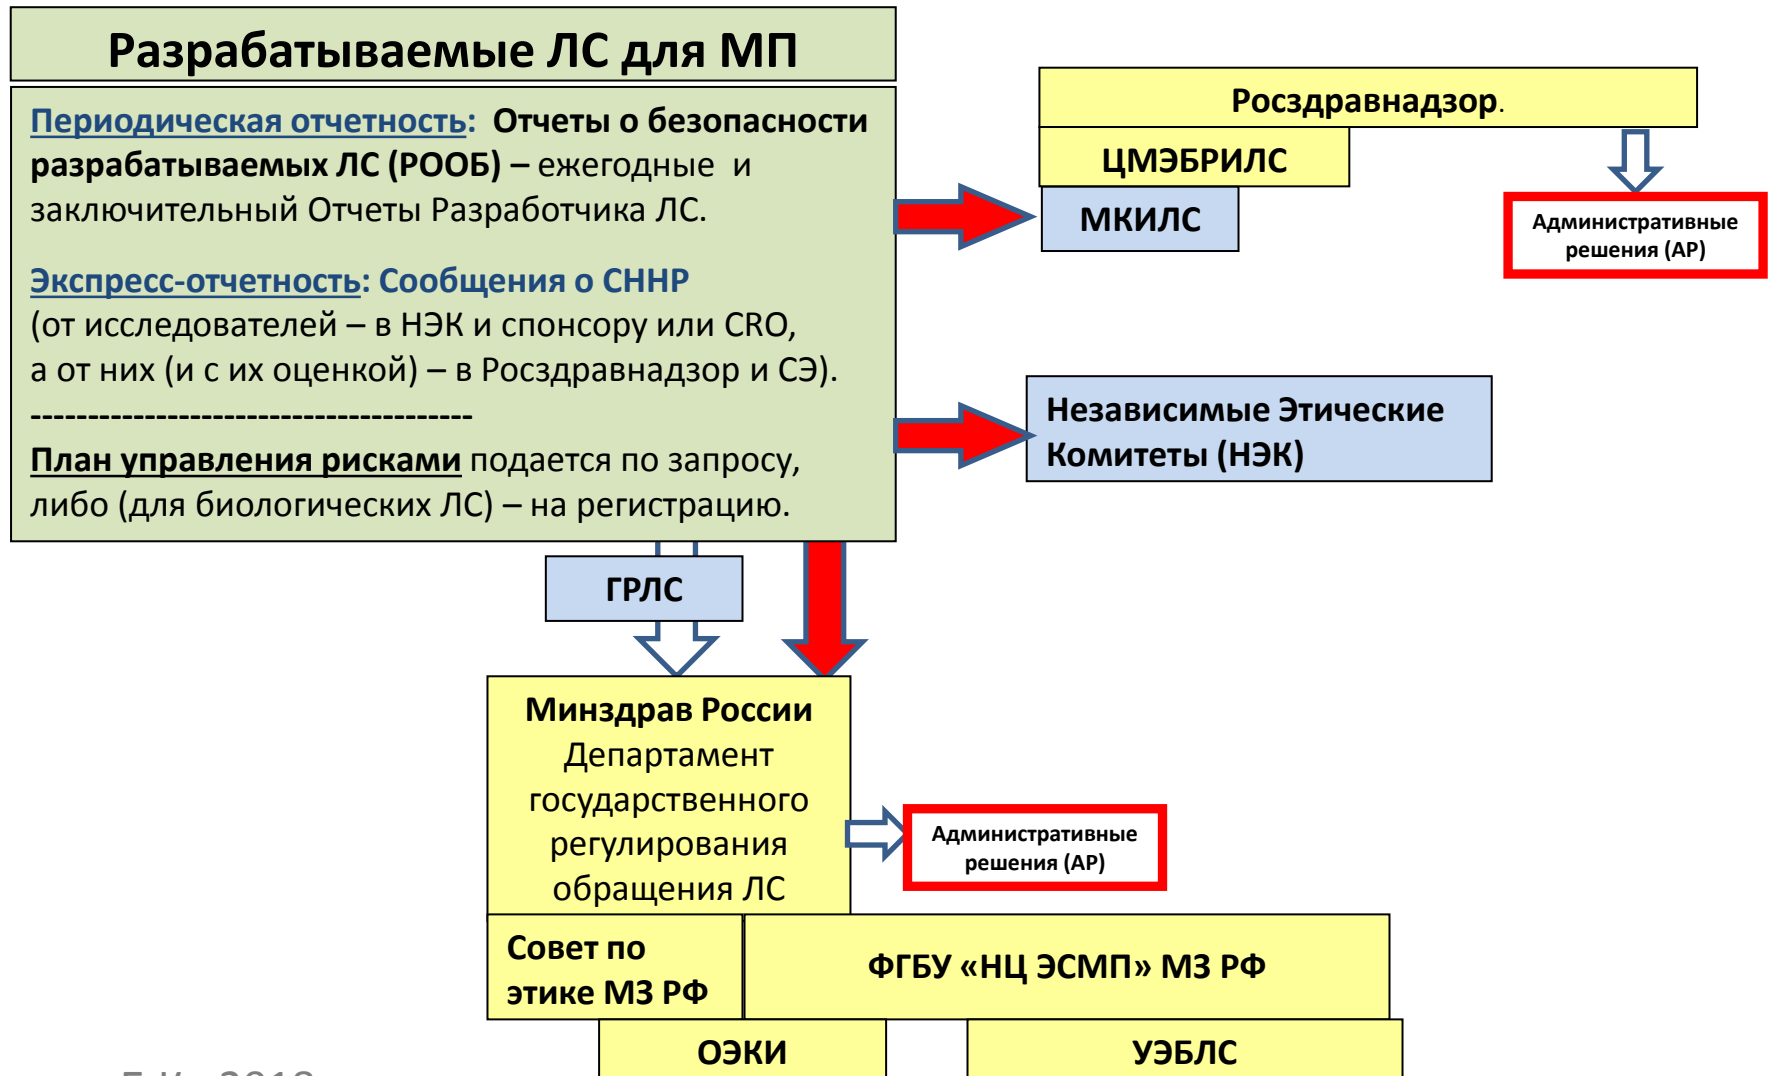 Разрабатываемые ЛС для МП
Периодическая отчетность: Отчеты о безопасности
разрабатываемых ЛС (РООБ) – ежегодные и
заключительный Отчеты Разработчика ЛС.
Экспресс-отчетность: Сообщения о СННР
(от исследователей – в НЭК и спонсору или CRO,
а от них (и с их оценкой) – в Росздравнадзор и СЭ).
---------------------------------------
План управления рисками подается по запросу,
либо (для биологических ЛС) – на регистрацию.
Росздравнадзор.
ЦМЭБРИЛС
МКИЛС
Административные
решения (АР)
Независимые Этические
Комитеты (НЭК)
ГРЛС
Минздрав России
Департамент
государственного
регулирования
обращения ЛС
Административные
решения (АР)
Совет по
этике МЗ РФ
ФГБУ «НЦ ЭСМП» МЗ РФ
ОЭКИ
УЭБЛС
2018